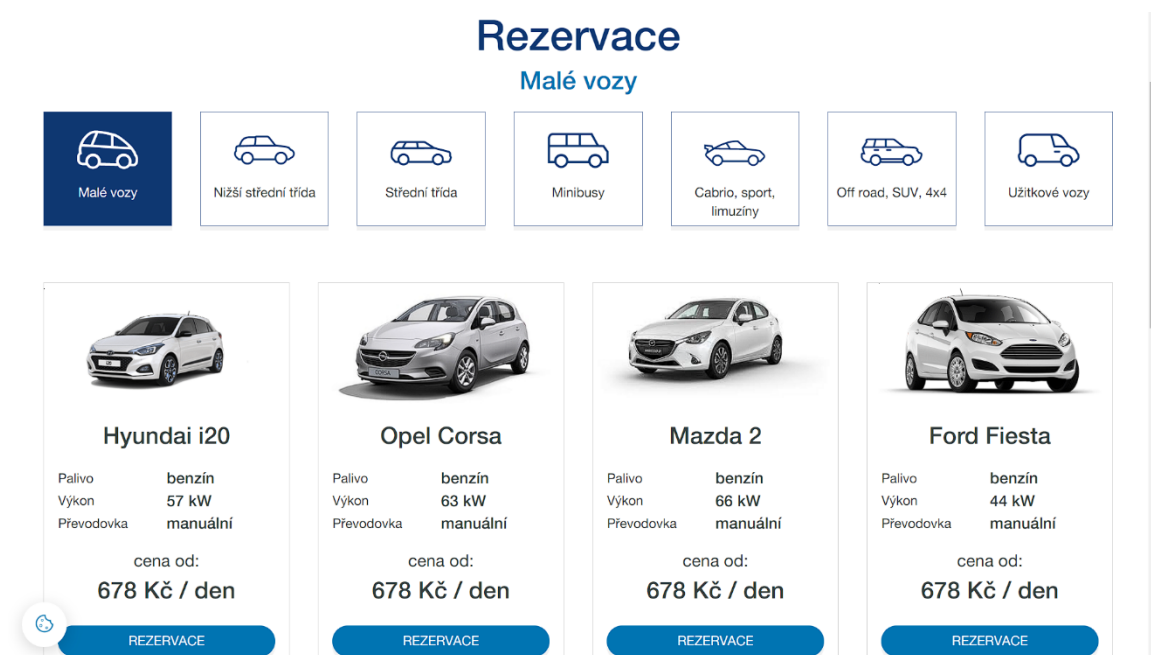 Rezervace
Malé vozy
Malé vozy
Nižší střední třída
Střední třída
Minibusy
Cabrio, sport,
limuzíny
Off road, SUV, 4x4
Užitkové vozy
Hyundai i20
Palivo benzín
Výkon 57 kW
Převodovka manuální
cena od:
678 Kč / den
REZERVACE
CORSA
Opel Corsa
Palivo benzín
Výkon 63 kW
Převodovka manuální
cena od:
678 Kč / den
REZERVACE
Mazda 2
Palivo benzín
Výkon 66 kW
Převodovka manuální
cena od:
678 Kč / den
REZERVACE
Ford Fiesta
Palivo benzín
Výkon 44 kW
Převodovka manuální
cena od:
678 Kč / den
REZERVACE